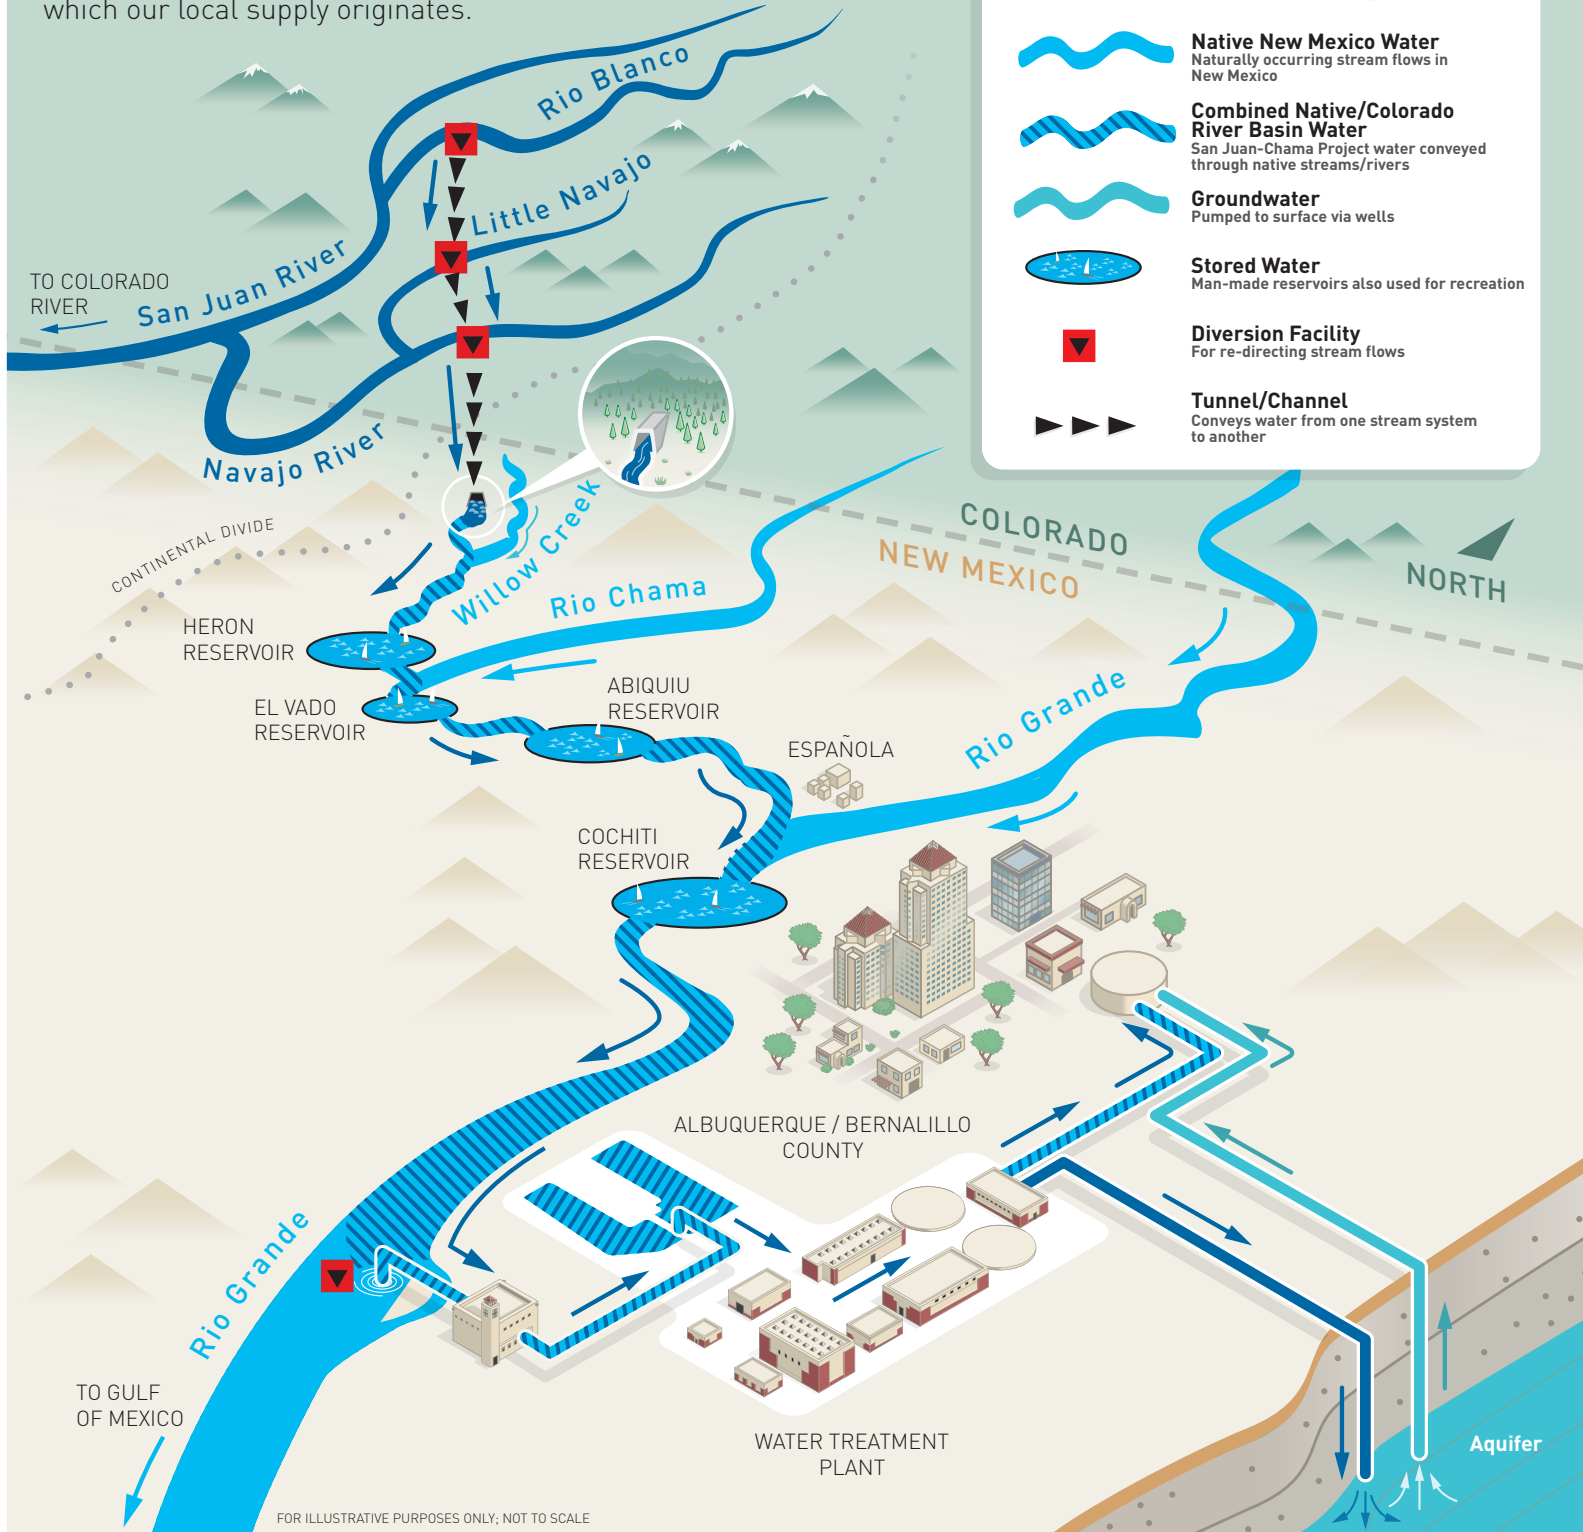 which our local supply originates.
Native New Mexico Water
Naturally occurring stream flows in
New Mexico
Combined Native/Colorado
River Basin Water
San Juan-Chama Project water conveyed
through native streams/rivers
Groundwater
Pumped to surface via wells
Stored Water
Man-made reservoirs also used for recreation
Diversion Facility
For re-directing stream flows
Tunnel/Channel
Conveys water from one stream system
to another
Rio Blanco
Little Navajo
TO COLORADO
RIVER
San Juan River
Navajo River
CONTINENTAL DIVIDE
Willow Creek
COLORADO
NEW MEXICO
NORTH
Rio Chama
HERON
RESERVOIR
EL VADO
RESERVOIR
ABIQUIU
RESERVOIR
Rio Grande
ESPAÑOLA
COCHITI
RESERVOIR
ALBUQUERQUE / BERNALILLO
COUNTY
Rio Grande
TO GULF
OF MEXICO
WATER TREATMENT
PLANT
Aquifer
FOR ILLUSTRATIVE PURPOSES ONLY; NOT TO SCALE